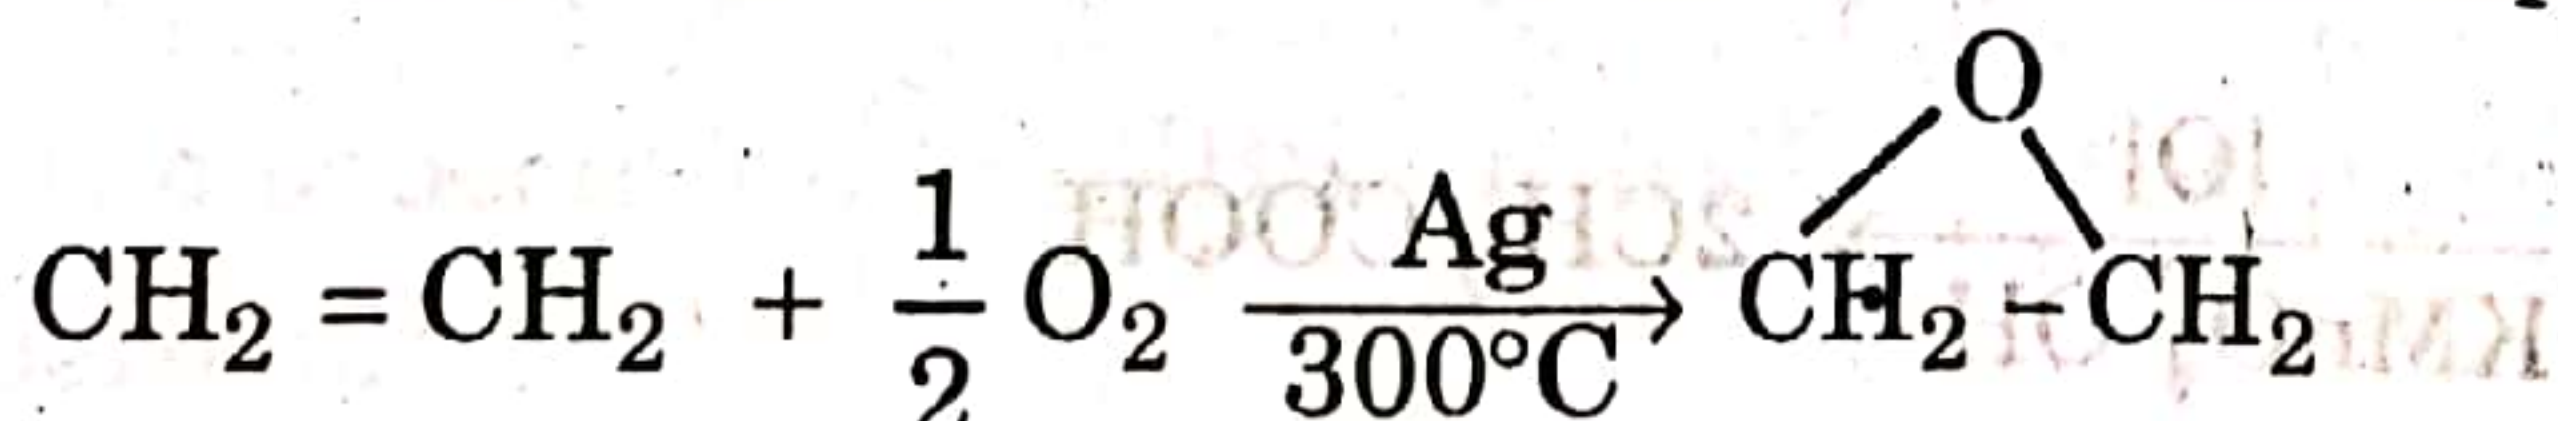 O
CH₂ = CH₂ + 1/2 O₂ Ag/300°C → CH₂ – CH₂